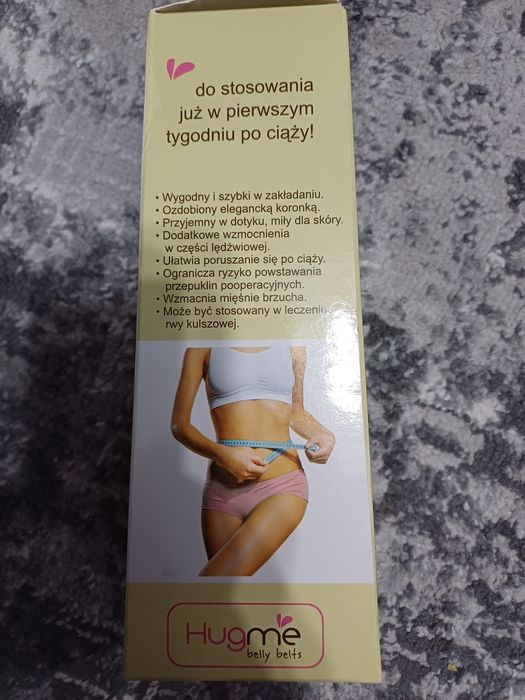 do stosowania
już w pierwszym
tygodniu po ciąży!
• Wygodny i szybki w zakładaniu.
• Ozdobiony elegancką koronką.
• Przyjemny w dotyku, miły dla skóry.
• Dodatkowe wzmocnienia
w części lędźwiowej.
• Ułatwia poruszanie się po ciąży.
• Ogranicza ryzyko powstawania
przepuklin pooperacyjnych.
• Wzmacnia mięśnie brzucha.
• Może być stosowany w leczeniu
rwy kulszowej.
Hugme
belly belts